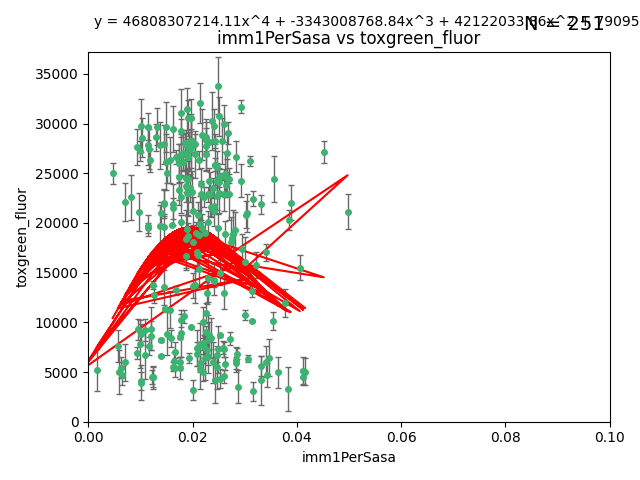 y = 46808307214.11x^4 + -3343008768.84x^3 +
N = 251
imm1PerSasa vs toxgreen_fluor
35000
30000
25000
20000
15000
10000
5000
0
toxgreen_fluor
0.00 0.02 0.04 0.06 0.08 0.10
imm1PerSasa